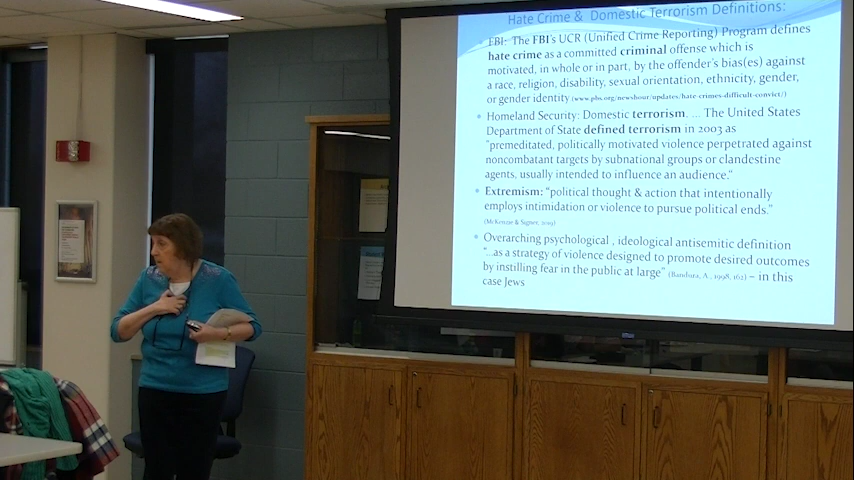 Hate Crime & Domestic Terrorism Definitions:
• FBI: The FBI's UCR (Unified Crime Reporting) Program defines
hate crime as a committed criminal offense which is
motivated, in whole or in part, by the offender's bias(es) against
a race, religion, disability, sexual orientation, ethnicity, gender,
or gender identity (www.pbs.org/newshour/updates/hate-crimes-difficult-convict/)
• Homeland Security: Domestic terrorism. ... The United States
Department of State defined terrorism in 2003 as
"premeditated, politically motivated violence perpetrated against
noncombatant targets by subnational groups or clandestine
agents, usually intended to influence an audience."
• Extremism: "political thought & action that intentionally
employs intimidation or violence to pursue political ends."
(McKenzie & Signer, 2019)
• Overarching psychological , ideological antisemitic definition
"...as a strategy of violence designed to promote desired outcomes
by instilling fear in the public at large" (Bandura, A., 1998, 162) – in this
case Jews